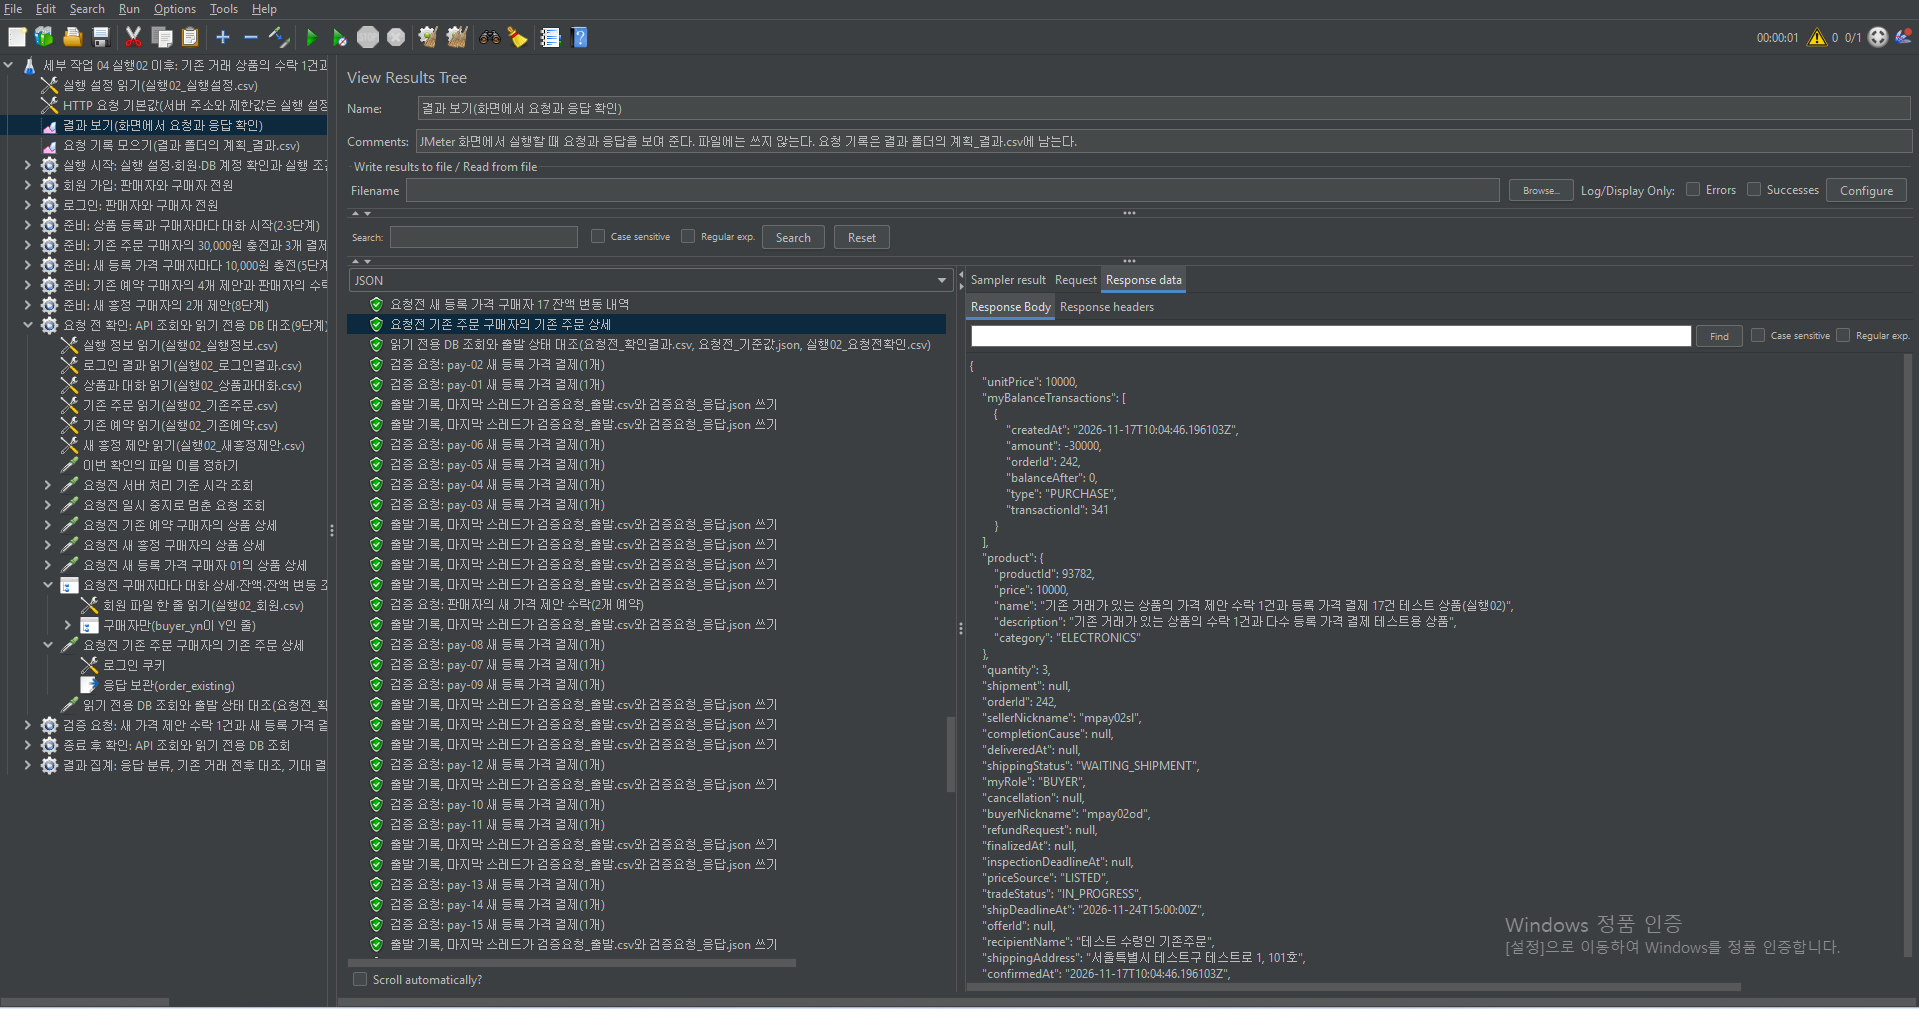 File Edit Search Run Options Tools Help
00:00:01 0 0/1
세부 작업 04 실행02 이후: 기존 거래 상품의 수락 1건과
실행 설정 읽기(실행02_실행설정.csv)
HTTP 요청 기본값(서버 주소와 제한값은 실행 설정
결과 보기(화면에서 요청과 응답 확인)
요청 기록 모으기(결과 폴더의 계획_결과.csv)
실행 시작: 실행 설정·회원·DB 계정 확인과 실행 조건
회원 가입: 판매자와 구매자 전원
로그인: 판매자와 구매자 전원
준비: 상품 등록과 구매자마다 대화 시작(2·3단계)
준비: 기존 주문 구매자의 30,000원 충전과 3개 결제
준비: 새 등록 가격 구매자마다 10,000원 충전(5단계
준비: 기존 예약 구매자의 4개 제안과 판매자의 수락
준비: 새 흥정 구매자의 2개 제안(8단계)
요청 전 확인: API 조회와 읽기 전용 DB 대조(9단계)
실행 정보 읽기(실행02_실행정보.csv)
로그인 결과 읽기(실행02_로그인결과.csv)
상품과 대화 읽기(실행02_상품과대화.csv)
기존 주문 읽기(실행02_기존주문.csv)
기존 예약 읽기(실행02_기존예약.csv)
새 흥정 제안 읽기(실행02_새흥정제안.csv)
이번 확인의 파일 이름 정하기
요청전 서버 처리 기준 시각 조회
요청전 일시 중지로 멈춘 요청 조회
요청전 기존 예약 구매자의 상품 상세
요청전 새 흥정 구매자의 상품 상세
요청전 새 등록 가격 구매자 01의 상품 상세
요청전 구매자마다 대화 상세·잔액·잔액 변동
회원 파일 한 줄 읽기(실행02_회원.csv)
구매자만(buyer_yn이 Y인 줄)
요청전 기존 주문 구매자의 기존 주문 상세
로그인 쿠키
응답 보관(order_existing)
읽기 전용 DB 조회와 출발 상태 대조(요청전_확
검증 요청: 새 가격 제안 수락 1건과 새 등록 가격 결
종료 후 확인: API 조회와 읽기 전용 DB 조회
결과 집계: 응답 분류, 기존 거래 전후 대조, 기대 결
View Results Tree
Name: 결과 보기(화면에서 요청과 응답 확인)
Comments: JMeter 화면에서 실행할 때 요청과 응답을 보여 준다. 파일에는 쓰지 않는다. 요청 기록은 결과 폴더의 계획_결과.csv에 남는다.
Write results to file / Read from file
Filename Browse... Log/Display Only: Errors Successes Configure
Search: Case sensitive Regular exp. Search Reset
JSON
요청전 새 등록 가격 구매자 17 잔액 변동 내역
요청전 기존 주문 구매자의 기존 주문 상세
읽기 전용 DB 조회와 출발 상태 대조(요청전_확인결과.csv, 요청전_기준값.json, 실행02_요청전확인.csv)
검증 요청: pay-02 새 등록 가격 결제(1개)
검증 요청: pay-01 새 등록 가격 결제(1개)
출발 기록, 마지막 스레드가 검증요청_출발.csv와 검증요청_응답.json 쓰기
출발 기록, 마지막 스레드가 검증요청_출발.csv와 검증요청_응답.json 쓰기
검증 요청: pay-06 새 등록 가격 결제(1개)
검증 요청: pay-05 새 등록 가격 결제(1개)
검증 요청: pay-04 새 등록 가격 결제(1개)
검증 요청: pay-03 새 등록 가격 결제(1개)
출발 기록, 마지막 스레드가 검증요청_출발.csv와 검증요청_응답.json 쓰기
출발 기록, 마지막 스레드가 검증요청_출발.csv와 검증요청_응답.json 쓰기
출발 기록, 마지막 스레드가 검증요청_출발.csv와 검증요청_응답.json 쓰기
출발 기록, 마지막 스레드가 검증요청_출발.csv와 검증요청_응답.json 쓰기
검증 요청: 판매자의 새 가격 제안 수락(2개 예약)
출발 기록, 마지막 스레드가 검증요청_출발.csv와 검증요청_응답.json 쓰기
검증 요청: pay-08 새 등록 가격 결제(1개)
검증 요청: pay-07 새 등록 가격 결제(1개)
검증 요청: pay-09 새 등록 가격 결제(1개)
출발 기록, 마지막 스레드가 검증요청_출발.csv와 검증요청_응답.json 쓰기
출발 기록, 마지막 스레드가 검증요청_출발.csv와 검증요청_응답.json 쓰기
출발 기록, 마지막 스레드가 검증요청_출발.csv와 검증요청_응답.json 쓰기
검증 요청: pay-12 새 등록 가격 결제(1개)
출발 기록, 마지막 스레드가 검증요청_출발.csv와 검증요청_응답.json 쓰기
검증 요청: pay-10 새 등록 가격 결제(1개)
검증 요청: pay-11 새 등록 가격 결제(1개)
출발 기록, 마지막 스레드가 검증요청_출발.csv와 검증요청_응답.json 쓰기
출발 기록, 마지막 스레드가 검증요청_출발.csv와 검증요청_응답.json 쓰기
검증 요청: pay-13 새 등록 가격 결제(1개)
검증 요청: pay-14 새 등록 가격 결제(1개)
검증 요청: pay-15 새 등록 가격 결제(1개)
출발 기록, 마지막 스레드가 검증요청_출발.csv와 검증요청_응답.json 쓰기
Scroll automatically?
Sampler result Request Response data
Response Body Response headers
Find Case sensitive Regular exp.
{
"unitPrice": 10000,
"myBalanceTransactions": [
{
"createdAt": "2026-11-17T10:04:46.196103Z",
"amount": -30000,
"orderId": 242,
"balanceAfter": 0,
"type": "PURCHASE",
"transactionId": 341
}
],
"product": {
"productId": 93782,
"price": 10000,
"name": "기존 거래가 있는 상품의 가격 제안 수락 1건과 등록 가격 결제 17건 테스트 상품(실행02)",
"description": "기존 거래가 있는 상품의 수락 1건과 다수 등록 가격 결제 테스트용 상품",
"category": "ELECTRONICS"
},
"quantity": 3,
"shipment": null,
"orderId": 242,
"sellerNickname": "mpay02sl",
"completionCause": null,
"deliveredAt": null,
"shippingStatus": "WAITING_SHIPMENT",
"myRole": "BUYER",
"cancellation": null,
"buyerNickname": "mpay02od",
"refundRequest": null,
"finalizedAt": null,
"inspectionDeadlineAt": null,
"priceSource": "LISTED",
"tradeStatus": "IN_PROGRESS",
"shipDeadlineAt": "2026-11-24T15:00:00Z",
"offerId": null,
"recipientName": "테스트 수령인 기존주문",
"shippingAddress": "서울특별시 테스트구 테스트로 1, 101호",
"confirmedAt": "2026-11-17T10:04:46.196103Z",
Windows 정품 인증
[설정]으로 이동하여 Windows를 정품 인증합니다.